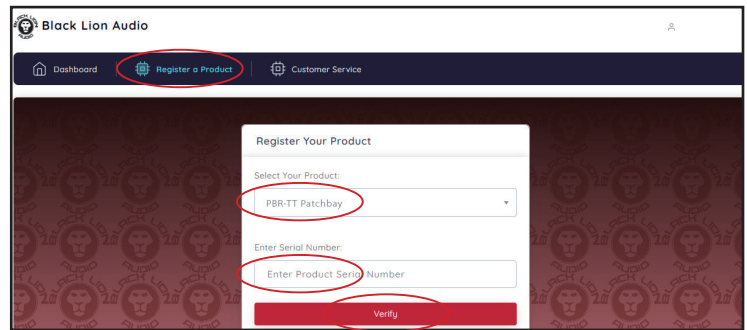 Black Lion Audio
Dashboard
Register a Product
Customer Service
Register Your Product
Select Your Product:
PBR-TT Patchbay
Enter Serial Number:
Enter Product Serial Number
Verify